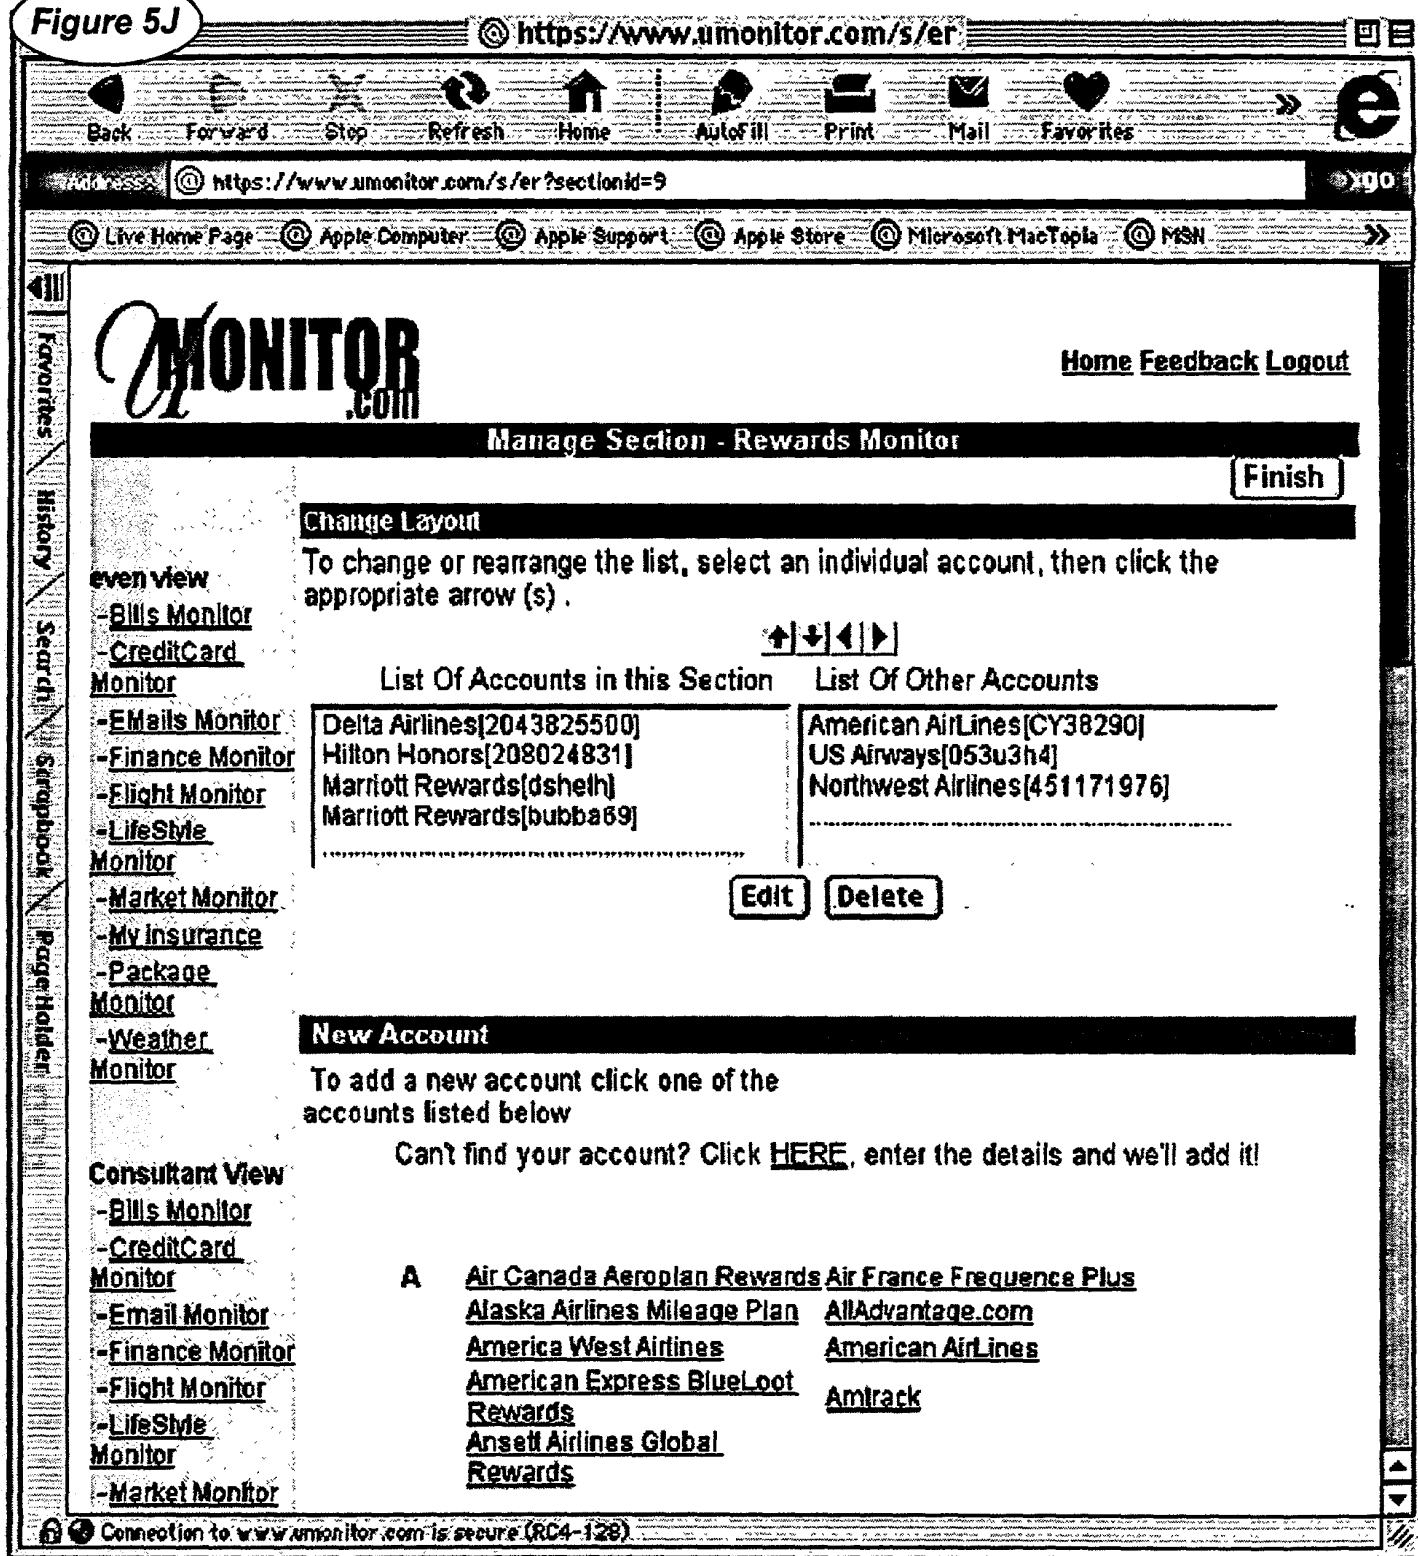 Figure 5J
https://www.umonitor.com/s/er
Back Forward Stop Refresh Home AutoFill Print Mail Favorites »
Address @ https://www.umonitor.com/s/er?sectionid=9 go
@ Live Home Page @ Apple Computer @ Apple Support @ Apple Store @ Microsoft MacTopia @ MSN »
Favorites
History
Search
Scrapbook
Page Holder
UMONITOR.com
Home Feedback Logout
Manage Section - Rewards Monitor
Finish
Change Layout
To change or rearrange the list, select an individual account, then click the
appropriate arrow (s) .
List Of Accounts in this Section List Of Other Accounts
Delta Airlines[2043825500] American AirLines[CY38290]
Hilton Honors[208024831] US Airways[053u3h4]
Marriott Rewards[dsheth] Northwest Airlines[451171976]
Marriott Rewards[bubba69]
Edit Delete
New Account
To add a new account click one of the
accounts listed below
Can't find your account? Click HERE, enter the details and we'll add it!
A Air Canada Aeroplan Rewards Air France Frequence Plus
Alaska Airlines Mileage Plan AllAdvantage.com
America West Airlines American AirLines
American Express BlueLoot
Rewards Amtrack
Ansett Airlines Global
Rewards
even view
-Bills Monitor
-CreditCard
Monitor
-EMails Monitor
-Finance Monitor
-Flight Monitor
-LifeStyle
Monitor
-Market Monitor
-My Insurance
-Package
Monitor
-Weather
Monitor
Consultant View
-Bills Monitor
-CreditCard
Monitor
-Email Monitor
-Finance Monitor
-Flight Monitor
-LifeStyle
Monitor
-Market Monitor
Connection to www.umonitor.com is secure (RC4-128)